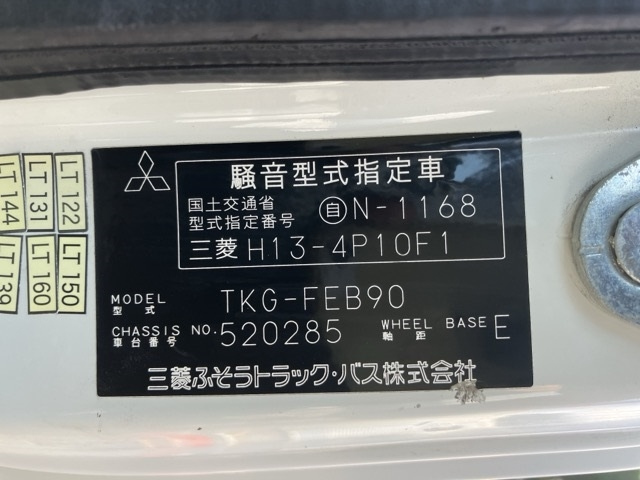 騒音型式指定車
国土交通省
型式指定番号 自N-1168
三菱 H13-4P10F1
MODEL
型式 TKG-FEB90
CHASSIS NO. 520285 WHEEL BASE E
車台番号 軸距
三菱ふそうトラック・バス株式会社
LT 144
LT 131
LT 122
LT 139
LT 160
LT 150